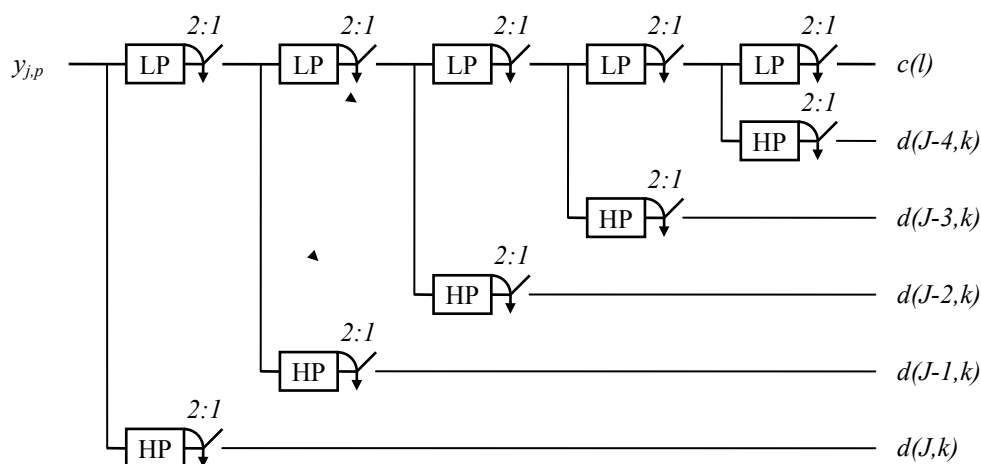 2:1 2:1 2:1 2:1 2:1
y_{j,p} LP LP LP LP LP c(l)
2:1
HP d(J-4,k)
2:1
HP d(J-3,k)
2:1
HP d(J-2,k)
2:1
HP d(J-1,k)
2:1
HP d(J,k)